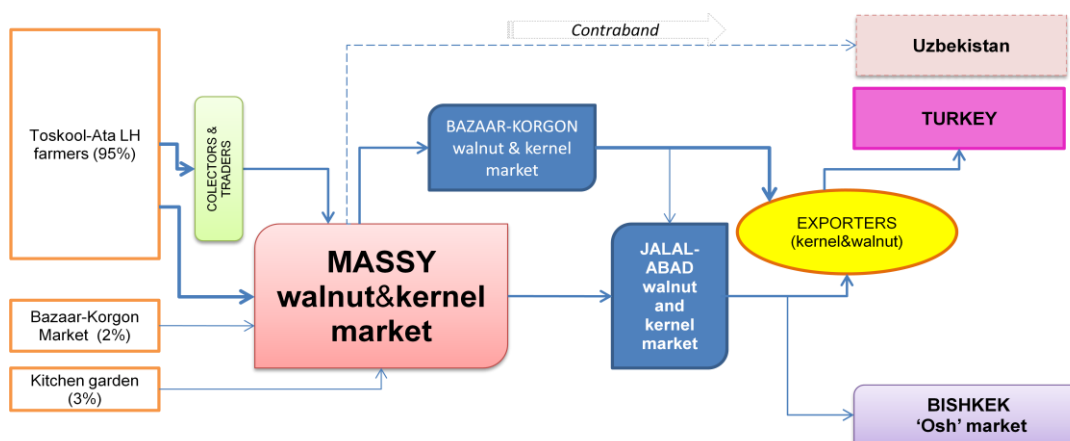 Contraband
Uzbekistan
TURKEY
Toskool-Ata LH
farmers (95%)
COLECTORS &
TRADERS
BAZAAR-KORGON
walnut & kernel
market
EXPORTERS
(kernel&walnut)
MASSY
walnut&kernel
market
JALAL-
ABAD
walnut
and
kernel
market
Bazaar-Korgon
Market (2%)
Kitchen garden
(3%)
BISHKEK
‘Osh’ market